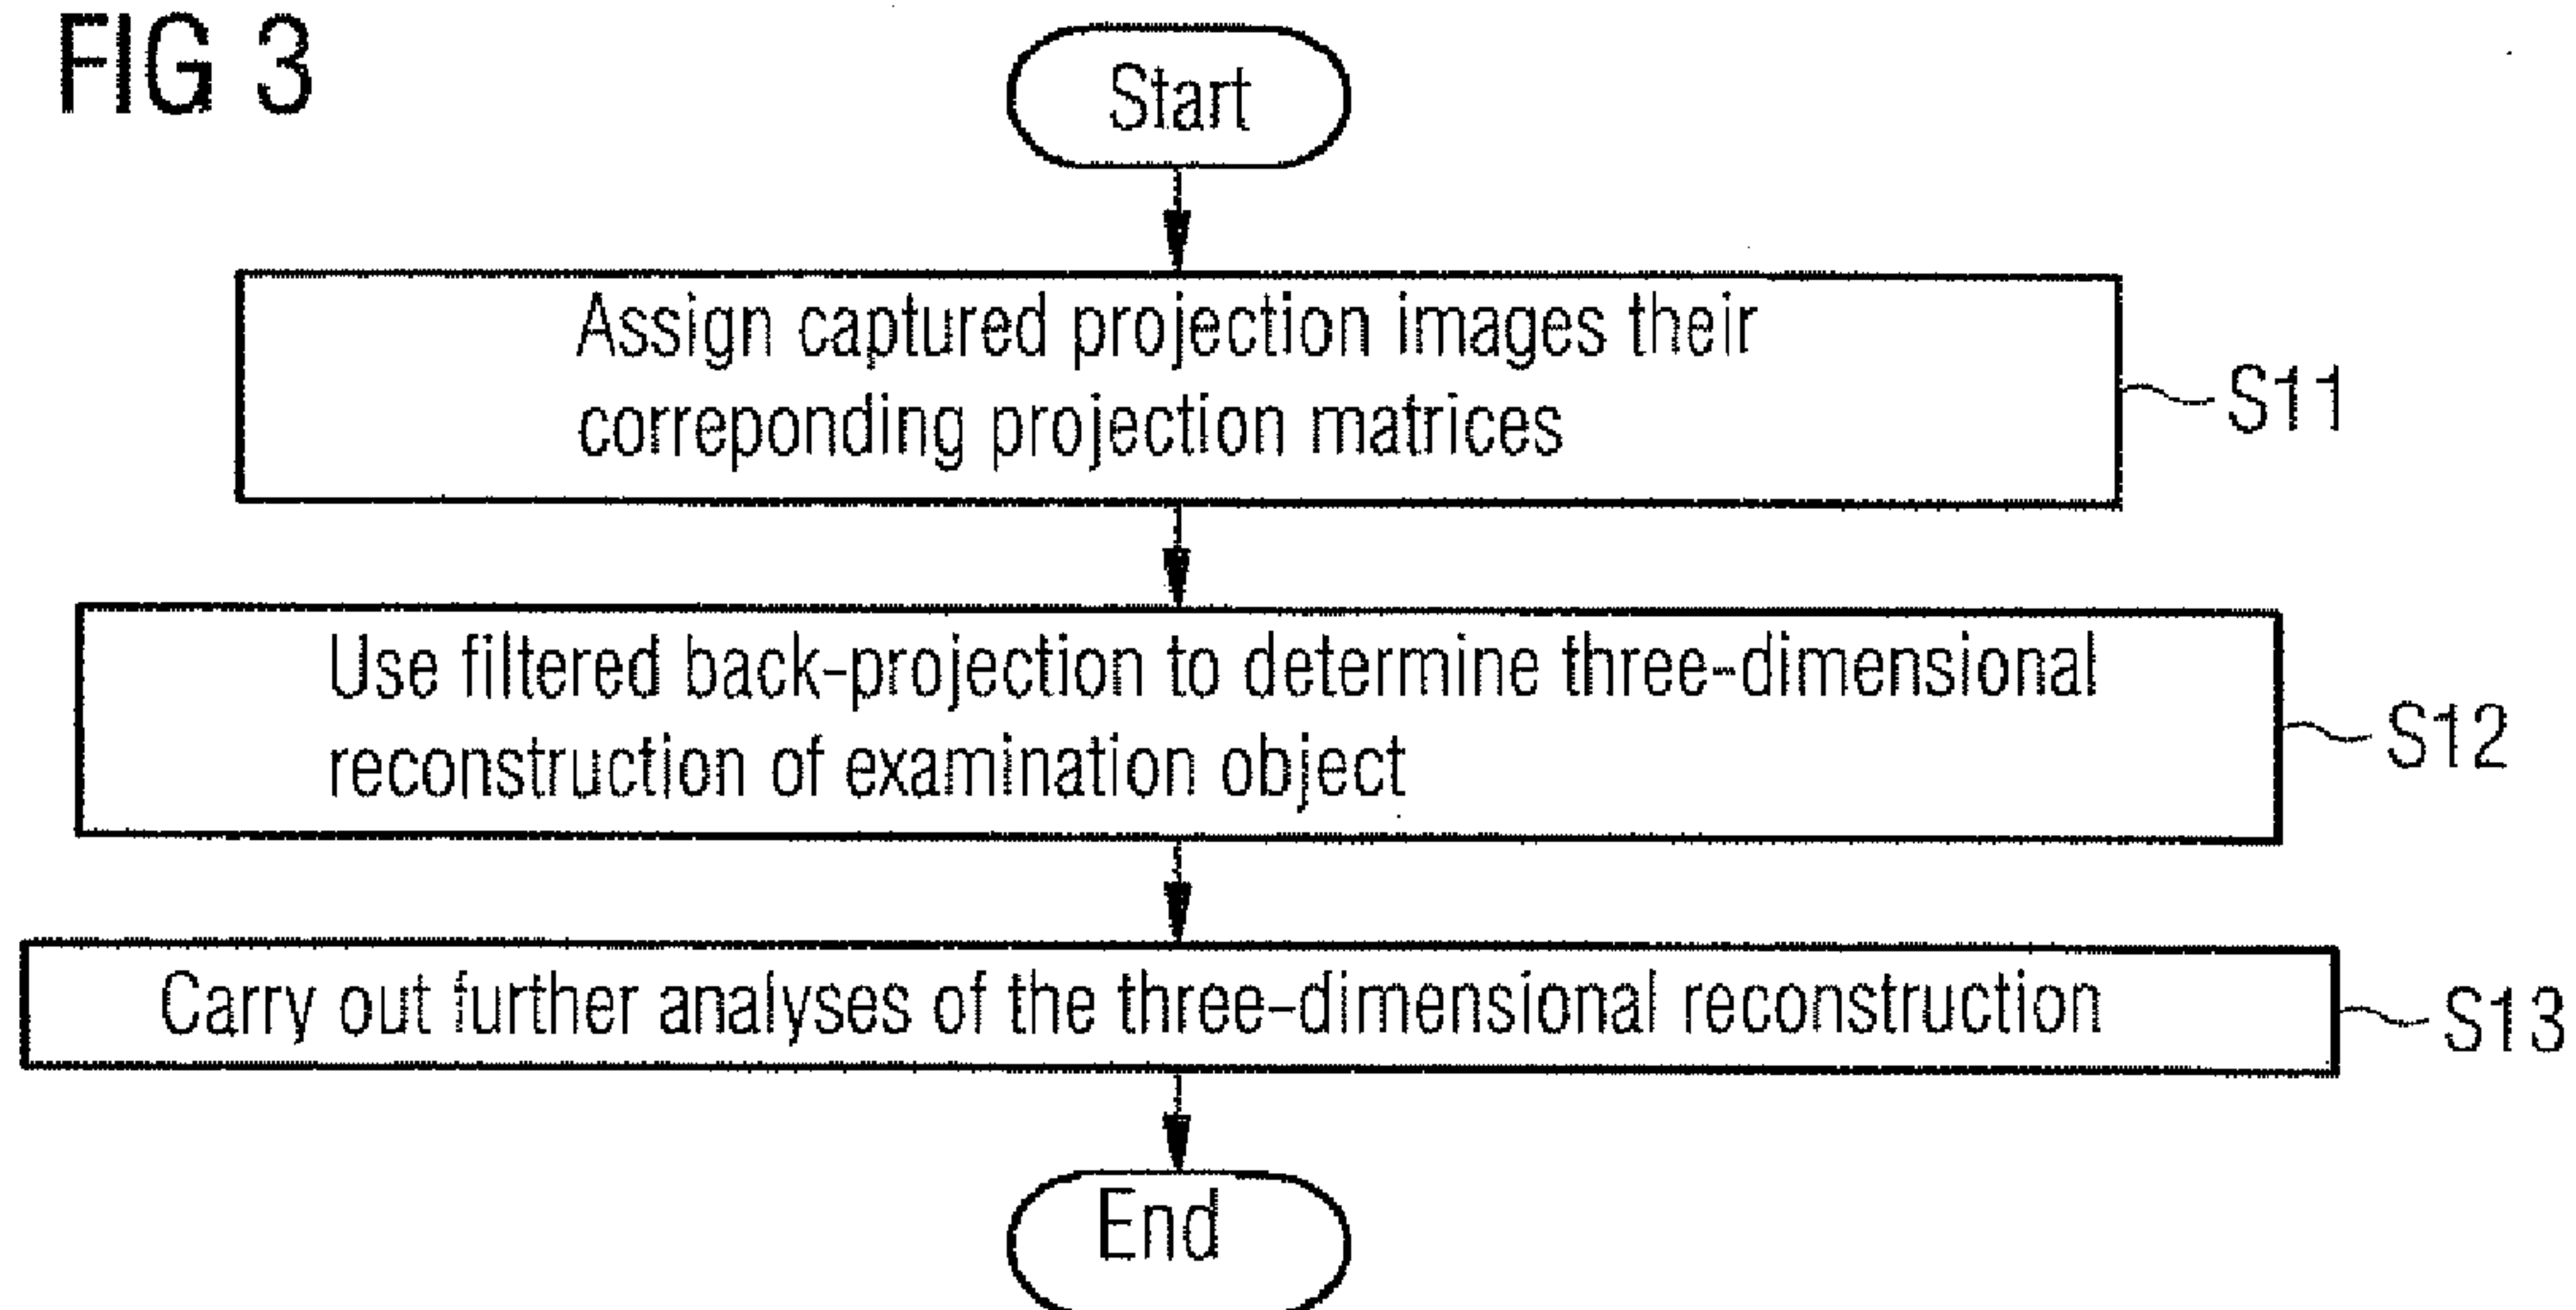 FIG 3
Start
Assign captured projection images their
correponding projection matrices
S11
Use filtered back-projection to determine three-dimensional
reconstruction of examination object
S12
Carry out further analyses of the three-dimensional reconstruction
S13
End